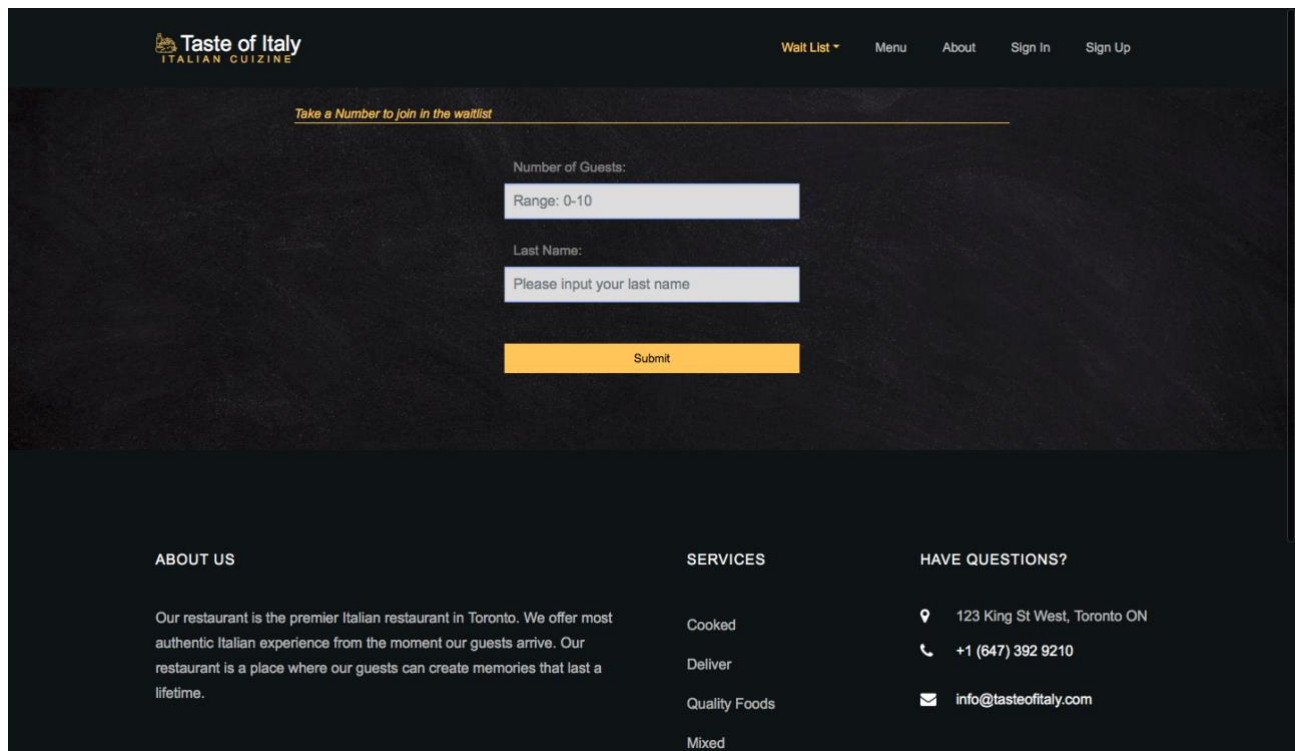 Taste of Italy
ITALIAN CUIZINE
Wait List Menu About Sign In Sign Up
Take a Number to join in the waitlist
Number of Guests:
Range: 0-10
Last Name:
Please input your last name
Submit
ABOUT US
Our restaurant is the premier Italian restaurant in Toronto. We offer most
authentic Italian experience from the moment our guests arrive. Our
restaurant is a place where our guests can create memories that last a
lifetime.
SERVICES
Cooked
Deliver
Quality Foods
Mixed
HAVE QUESTIONS?
123 King St West, Toronto ON
+1 (647) 392 9210
info@tasteofitaly.com